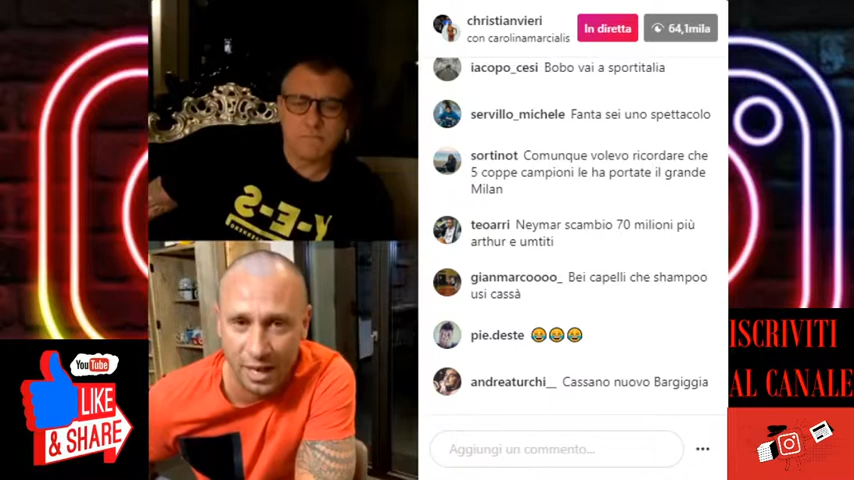 christianvieri
con carolinamarcialis
In diretta
64,1mila
iacopo_cesi Bobo vai a sportitalia
servillo_michele Fanta sei uno spettacolo
sortinot Comunque volevo ricordare che
5 coppe campioni le ha portate il grande
Milan
teoarri Neymar scambio 70 milioni più
arthur e umtiti
gianmarcoooo_ Bei capelli che shampoo
usi cassà
pie.deste 😂😂😂
andreaturchi__ Cassano nuovo Bargiggia
Aggiungi un commento...
Y-E-S
YouTube
LIKE
& SHARE
ISCRIVITI
AL CANALE